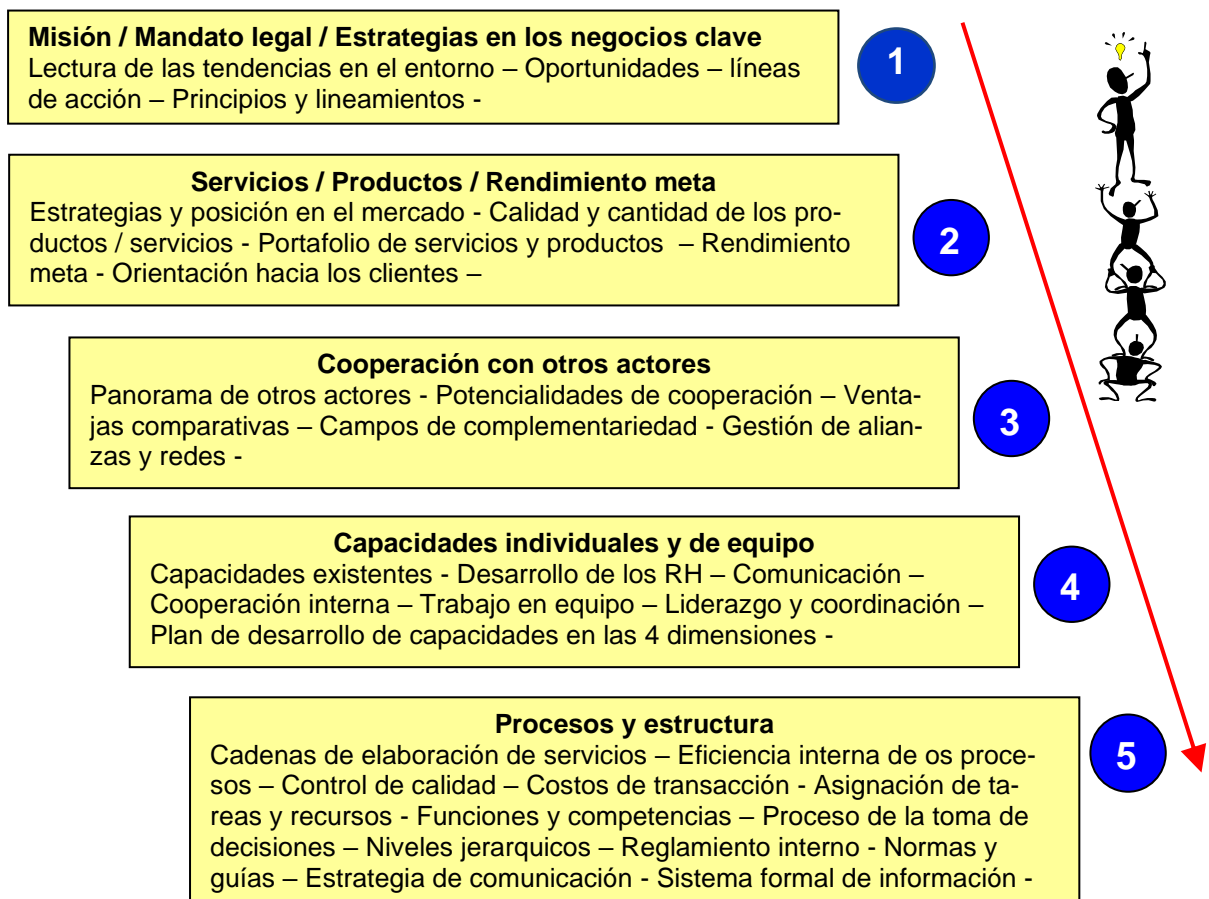 Misión / Mandato legal / Estrategias en los negocios clave
Lectura de las tendencias en el entorno – Oportunidades – líneas
de acción – Principios y lineamientos -
1
Servicios / Productos / Rendimiento meta
Estrategias y posición en el mercado - Calidad y cantidad de los pro-
ductos / servicios - Portafolio de servicios y productos – Rendimiento
meta - Orientación hacia los clientes –
2
Cooperación con otros actores
Panorama de otros actores - Potencialidades de cooperación – Venta-
jas comparativas – Campos de complementariedad - Gestión de alian-
zas y redes -
3
Capacidades individuales y de equipo
Capacidades existentes - Desarrollo de los RH – Comunicación –
Cooperación interna – Trabajo en equipo – Liderazgo y coordinación –
Plan de desarrollo de capacidades en las 4 dimensiones -
4
Procesos y estructura
Cadenas de elaboración de servicios – Eficiencia interna de os proce-
sos – Control de calidad – Costos de transacción - Asignación de ta-
reas y recursos - Funciones y competencias – Proceso de la toma de
decisiones – Niveles jerarquicos – Reglamiento interno - Normas y
guías – Estrategia de comunicación - Sistema formal de información -
5